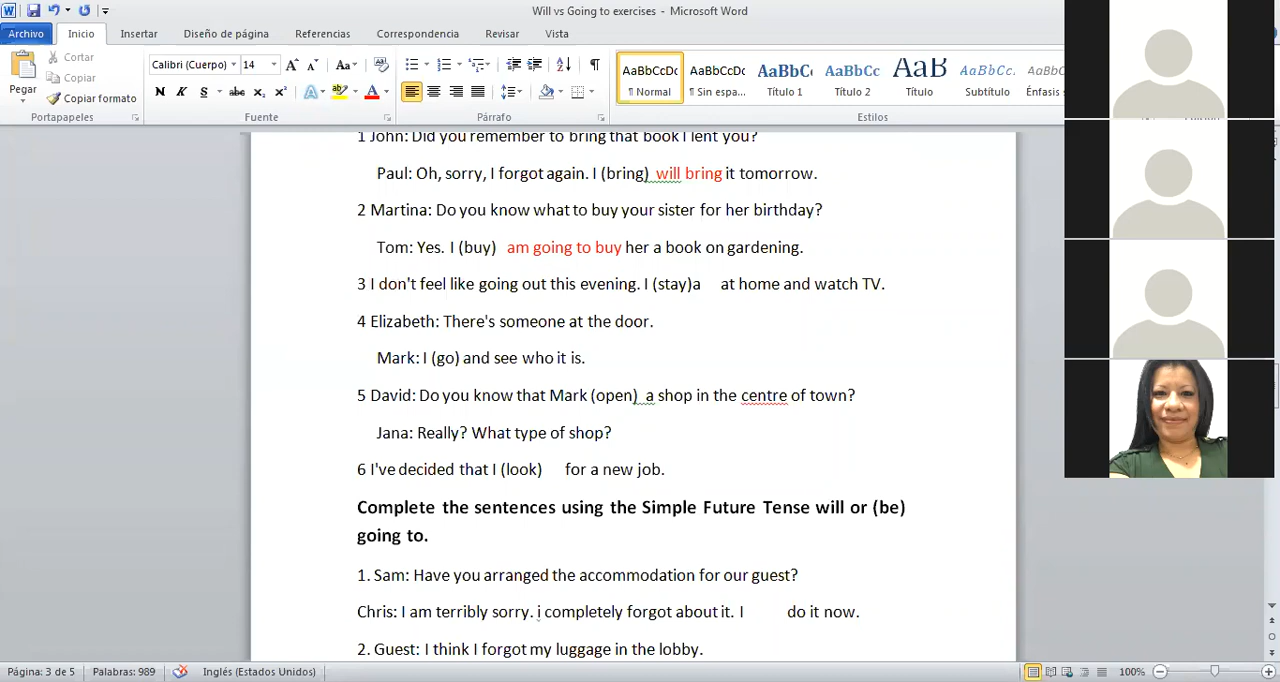 Will vs Going to exercises - Microsoft Word
Archivo Inicio Insertar Diseño de página Referencias Correspondencia Revisar Vista
Cortar
Copiar
Copiar formato
Pegar
Portapapeles
Calibri (Cuerpo) 14
Fuente
Párrafo
AaBbCcDc AaBbCcDc AaBbC AaBbCc AaB AaBbCc AaBbCc
¶ Normal ¶ Sin espa... Título 1 Título 2 Título Subtítulo Énfasis
Estilos
1 John: Did you remember to bring that book I lent you?
Paul: Oh, sorry, I forgot again. I (bring) will bring it tomorrow.
2 Martina: Do you know what to buy your sister for her birthday?
Tom: Yes. I (buy) am going to buy her a book on gardening.
3 I don't feel like going out this evening. I (stay)a at home and watch TV.
4 Elizabeth: There's someone at the door.
Mark: I (go) and see who it is.
5 David: Do you know that Mark (open) a shop in the centre of town?
Jana: Really? What type of shop?
6 I've decided that I (look) for a new job.
Complete the sentences using the Simple Future Tense will or (be)
going to.
1. Sam: Have you arranged the accommodation for our guest?
Chris: I am terribly sorry. i completely forgot about it. I do it now.
2. Guest: I think I forgot my luggage in the lobby.
Página: 3 de 5 Palabras: 989 Inglés (Estados Unidos) 100%